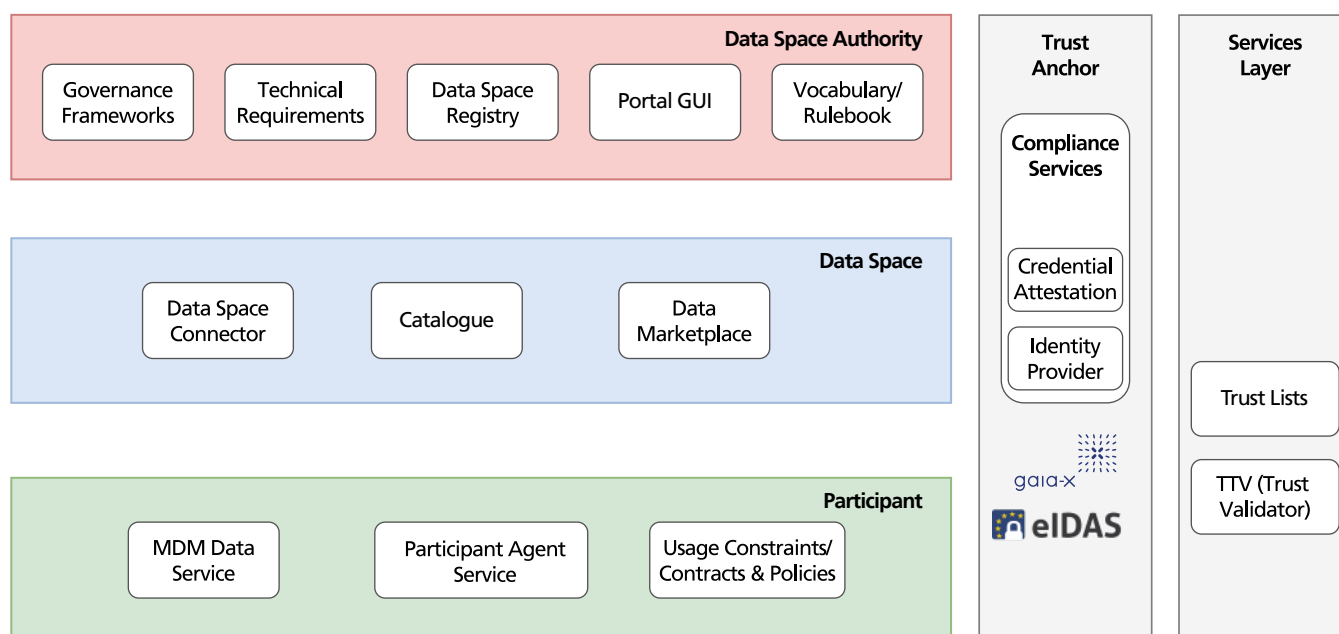 Data Space Authority
Governance
Frameworks
Technical
Requirements
Data Space
Registry
Portal GUI
Vocabulary/
Rulebook
Data Space
Data Space
Connector
Catalogue
Data
Marketplace
Participant
MDM Data
Service
Participant Agent
Service
Usage Constraints/
Contracts & Policies
Trust
Anchor
Compliance
Services
Credential
Attestation
Identity
Provider
gaia-x
eIDAS
Services
Layer
Trust Lists
TTV (Trust
Validator)